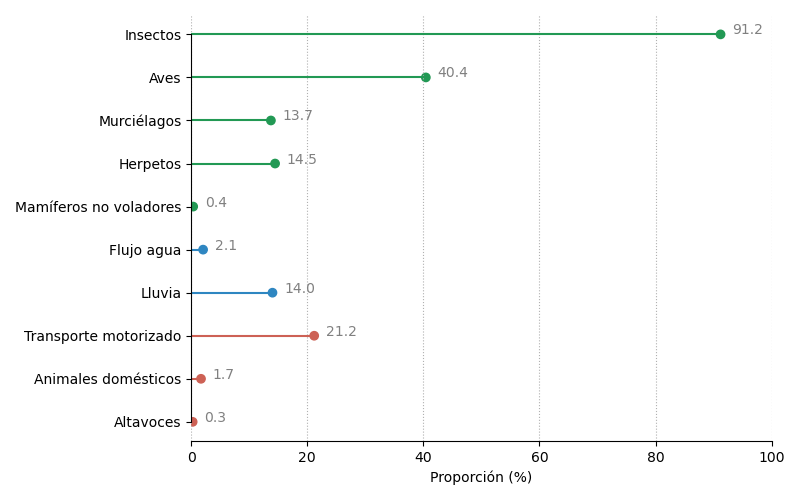 Insectos 91.2
Aves 40.4
Murciélagos 13.7
Herpetos 14.5
Mamíferos no voladores 0.4
Flujo agua 2.1
Lluvia 14.0
Transporte motorizado 21.2
Animales domésticos 1.7
Altavoces 0.3
0 20 40 60 80 100
Proporción (%)